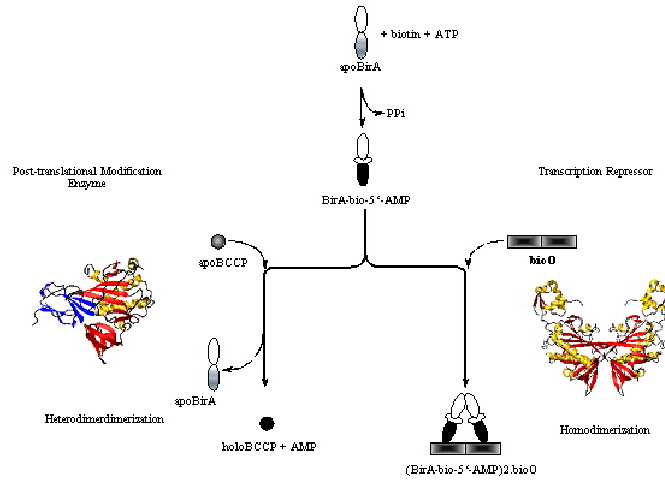 + biotin + ATP
apoBirA
PPi
Post-translational Modification
Enzyme
Transcription Repressor
BirA-bio-5'-AMP
apoBCCP
bioO
apoBirA
Heterodimerdimerization
Homodimerization
holoBCCP + AMP
(BirA-bio-5'-AMP)2.bioO